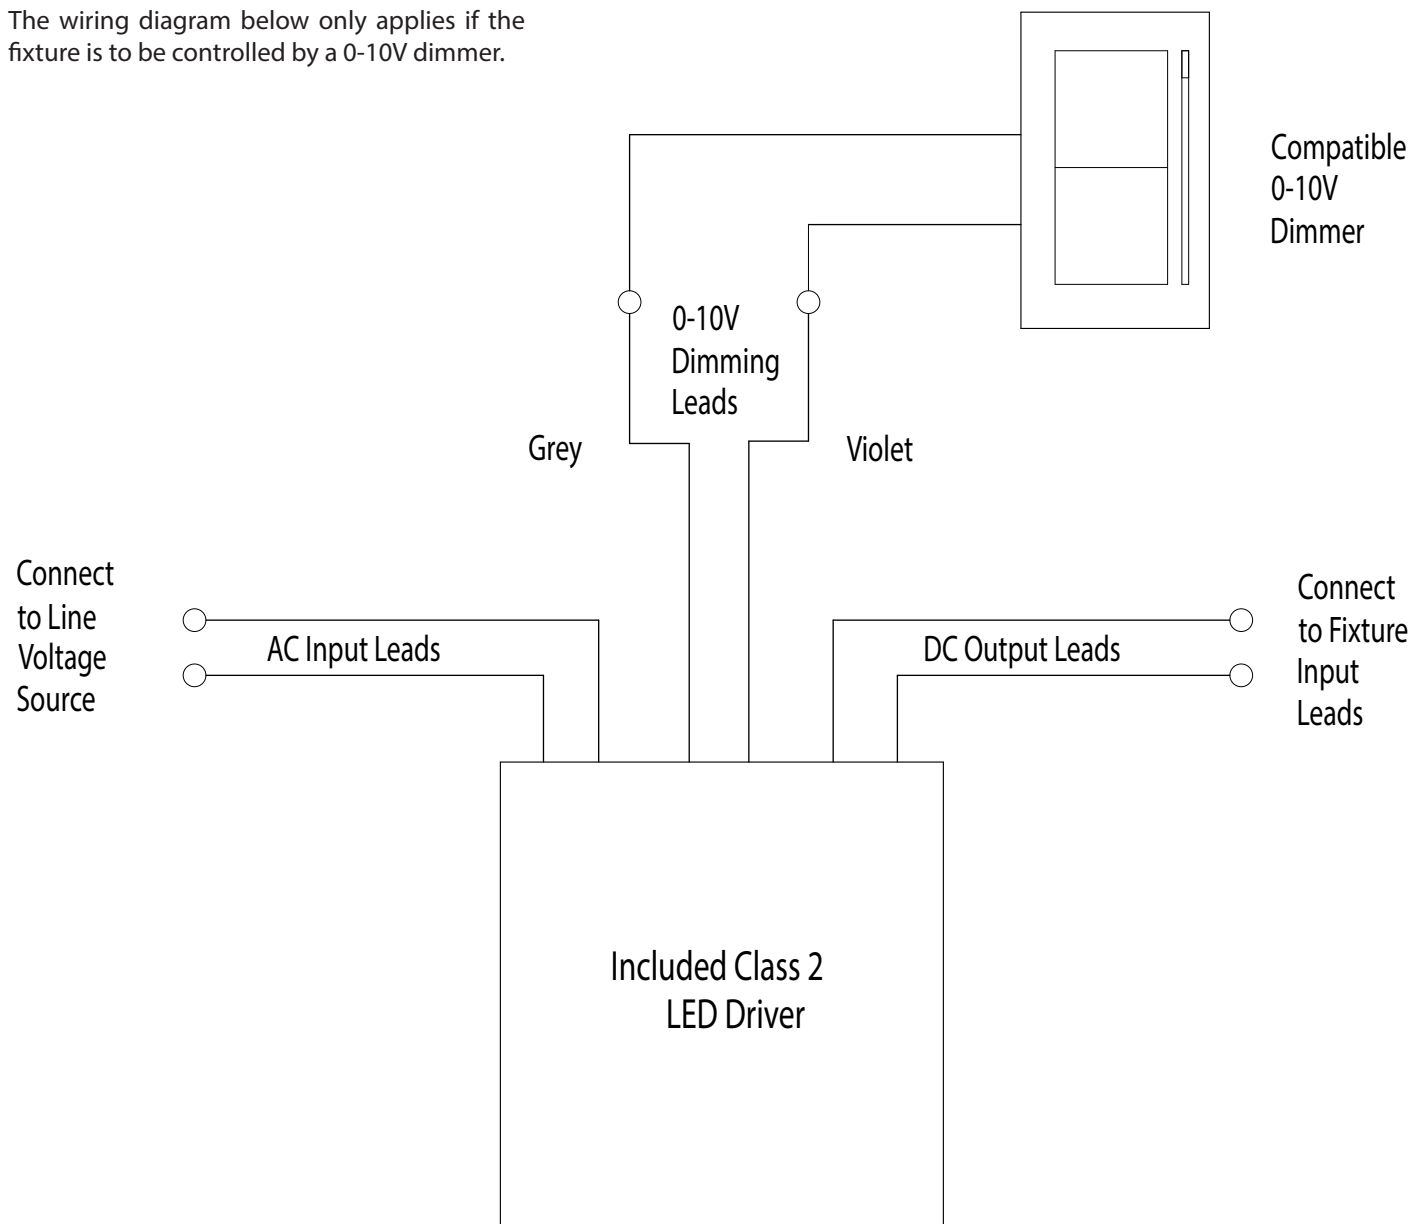 The wiring diagram below only applies if the
fixture is to be controlled by a 0-10V dimmer.
Compatible
0-10V
Dimmer
0-10V
Dimming
Leads
Grey
Violet
Connect
to Line
Voltage
Source
AC Input Leads
DC Output Leads
Connect
to Fixture
Input
Leads
Included Class 2
LED Driver